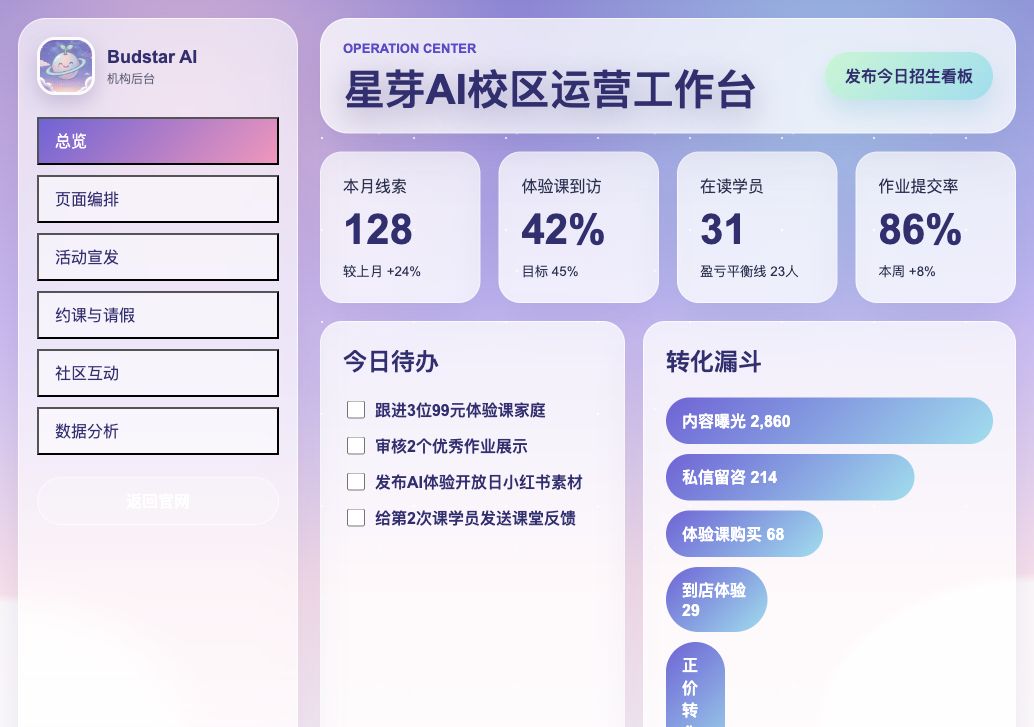 Budstar AI
机构后台
总览
页面编排
活动宣发
约课与请假
社区互动
数据分析
返回官网
OPERATION CENTER
星芽AI校区运营工作台
发布今日招生看板
本月线索
128
较上月 +24%
体验课到访
42%
目标 45%
在读学员
31
盈亏平衡线 23人
作业提交率
86%
本周 +8%
今日待办
跟进3位99元体验课家庭
审核2个优秀作业展示
发布AI体验开放日小红书素材
给第2次课学员发送课堂反馈
转化漏斗
内容曝光 2,860
私信留咨 214
体验课购买 68
到店体验
29
正
价
转